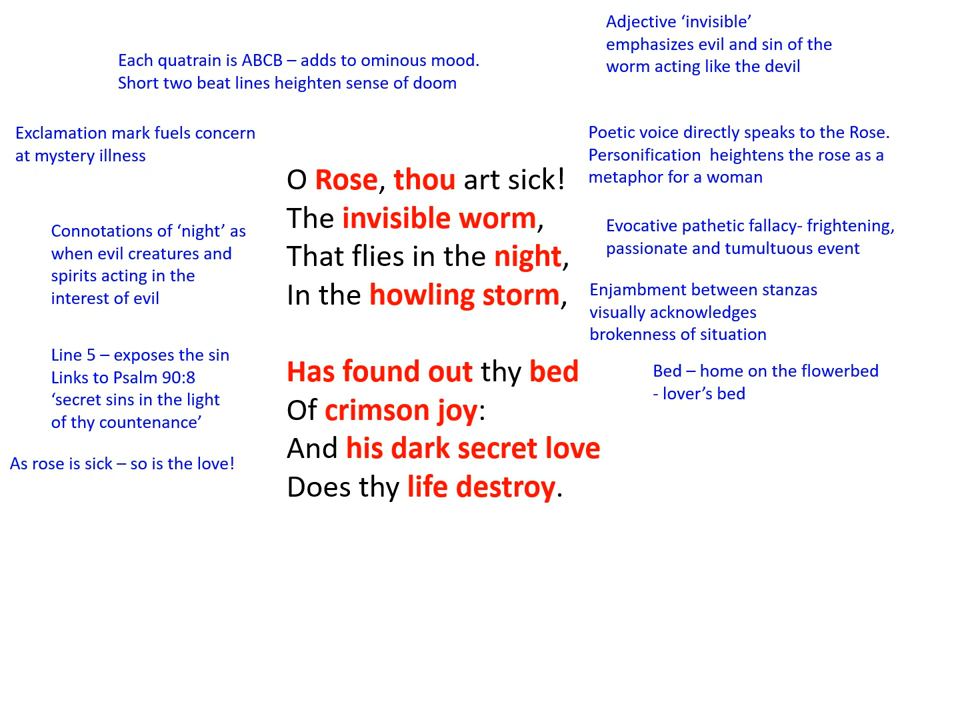 Adjective ‘invisible’
emphasizes evil and sin of the
worm acting like the devil
Each quatrain is ABCB – adds to ominous mood.
Short two beat lines heighten sense of doom
Exclamation mark fuels concern
at mystery illness
Poetic voice directly speaks to the Rose.
Personification  heightens the rose as a
metaphor for a woman
O Rose, thou art sick!
The invisible worm,
That flies in the night,
In the howling storm,
Connotations of ‘night’ as
when evil creatures and
spirits acting in the
interest of evil
Evocative pathetic fallacy- frightening,
passionate and tumultuous event
Enjambment between stanzas
visually acknowledges
brokenness of situation
Line 5 – exposes the sin
Links to Psalm 90:8
‘secret sins in the light
of thy countenance’
Has found out thy bed
Of crimson joy:
And his dark secret love
Does thy life destroy.
Bed – home on the flowerbed
- lover’s bed
As rose is sick – so is the love!